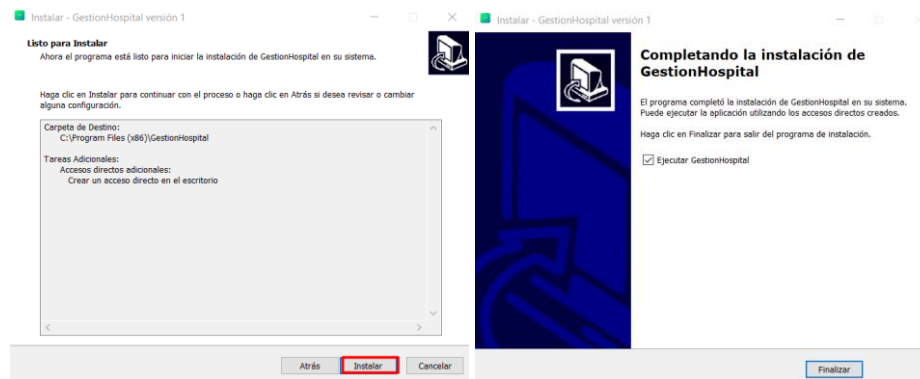 Instalar - GestionHospital versión 1
Listo para Instalar
Ahora el programa está listo para iniciar la instalación de GestionHospital en su sistema.
Haga clic en Instalar para continuar con el proceso o haga clic en Atrás si desea revisar o cambiar
alguna configuración.
Carpeta de Destino:
C:\Program Files (x86)\GestionHospital
Tareas Adicionales:
Accesos directos adicionales:
Crear un acceso directo en el escritorio
Atrás
Instalar
Cancelar
Instalar - GestionHospital versión 1
Completando la instalación de
GestionHospital
El programa completó la instalación de GestionHospital en su sistema.
Puede ejecutar la aplicación utilizando los accesos directos creados.
Haga clic en Finalizar para salir del programa de instalación.
Ejecutar GestionHospital
Finalizar